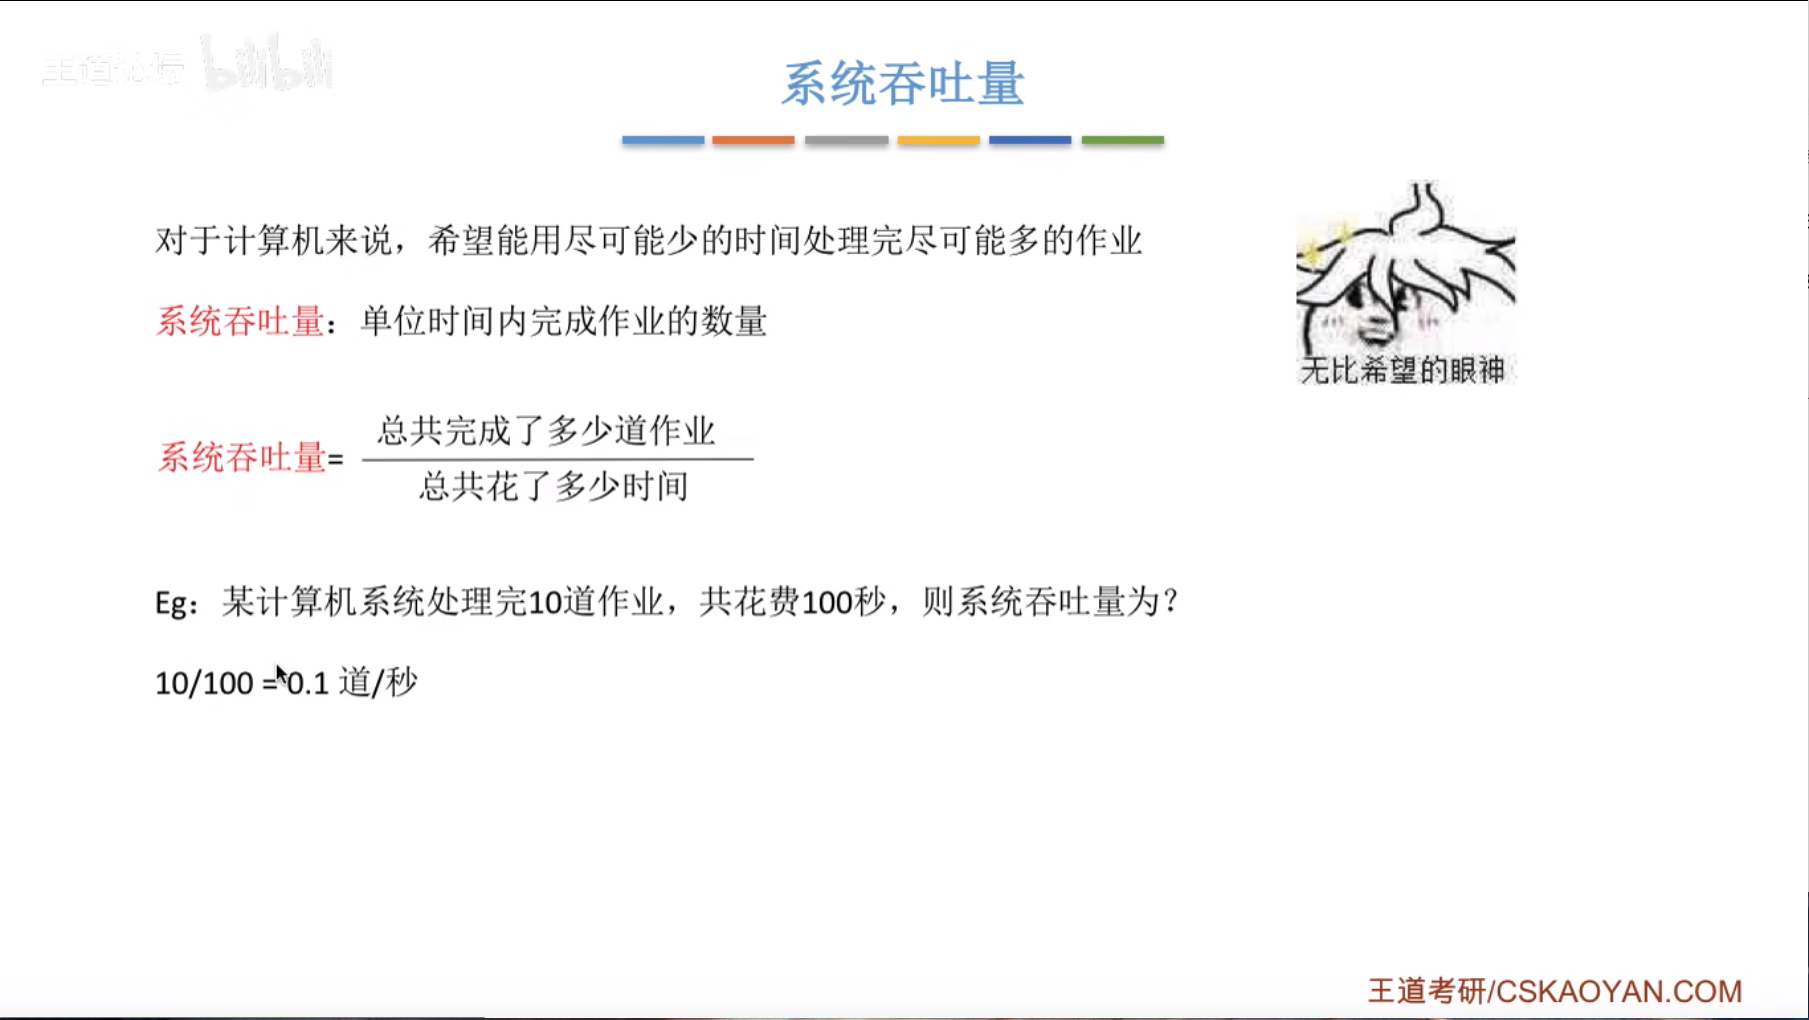 王道论坛 bilibili
系统吞吐量
对于计算机来说，希望能用尽可能少的时间处理完尽可能多的作业
系统吞吐量：单位时间内完成作业的数量
无比希望的眼神
系统吞吐量=
总共完成了多少道作业
总共花了多少时间
Eg：某计算机系统处理完10道作业，共花费100秒，则系统吞吐量为？
10/100 = 0.1 道/秒
王道考研/CSKAOYAN.COM